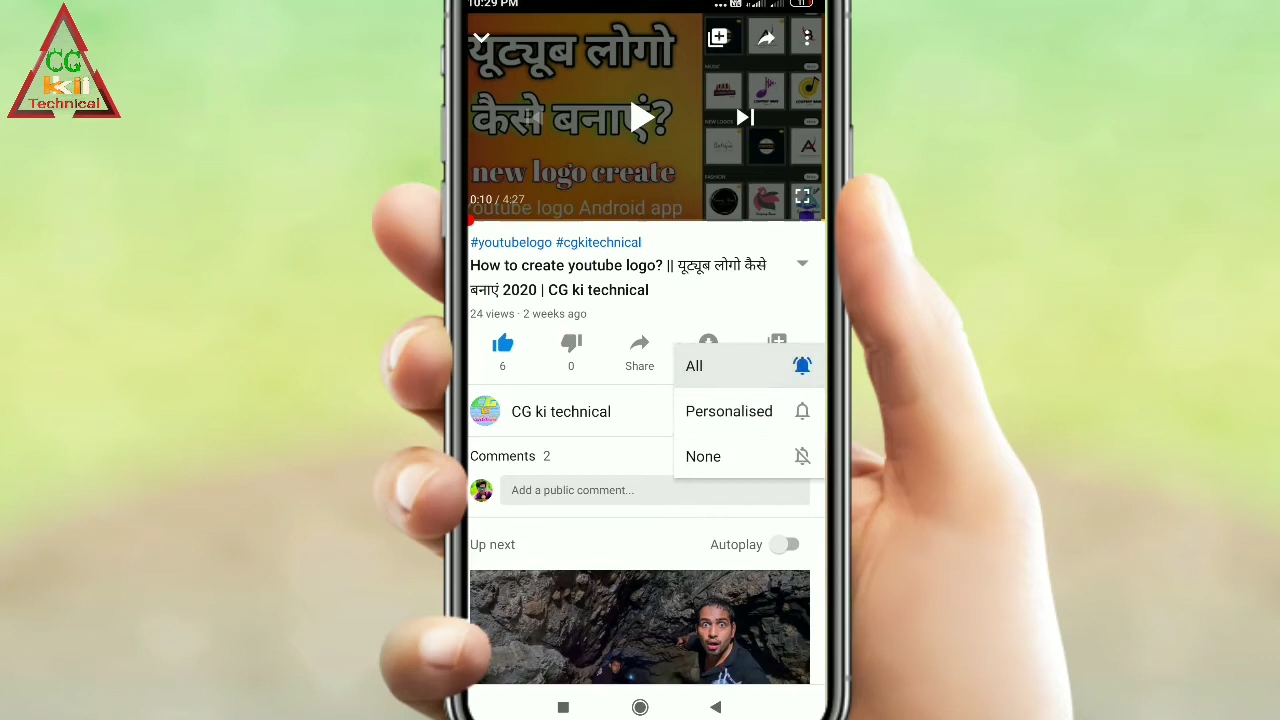 CG
ki
Technical
10:29 PM
यूट्यूब लोगो
कैसे बनाएं?
new logo create
outube logo Android app
MUSIC
NEW LOGOS
FASHION
0:10 / 4:27
#youtubelogo #cgkitechnical
How to create youtube logo? || यूट्यूब लोगो कैसे
बनाएं 2020 | CG ki technical
24 views · 2 weeks ago
6
0
Share
All
Personalised
None
CG ki technical
Comments 2
Add a public comment...
Up next
Autoplay